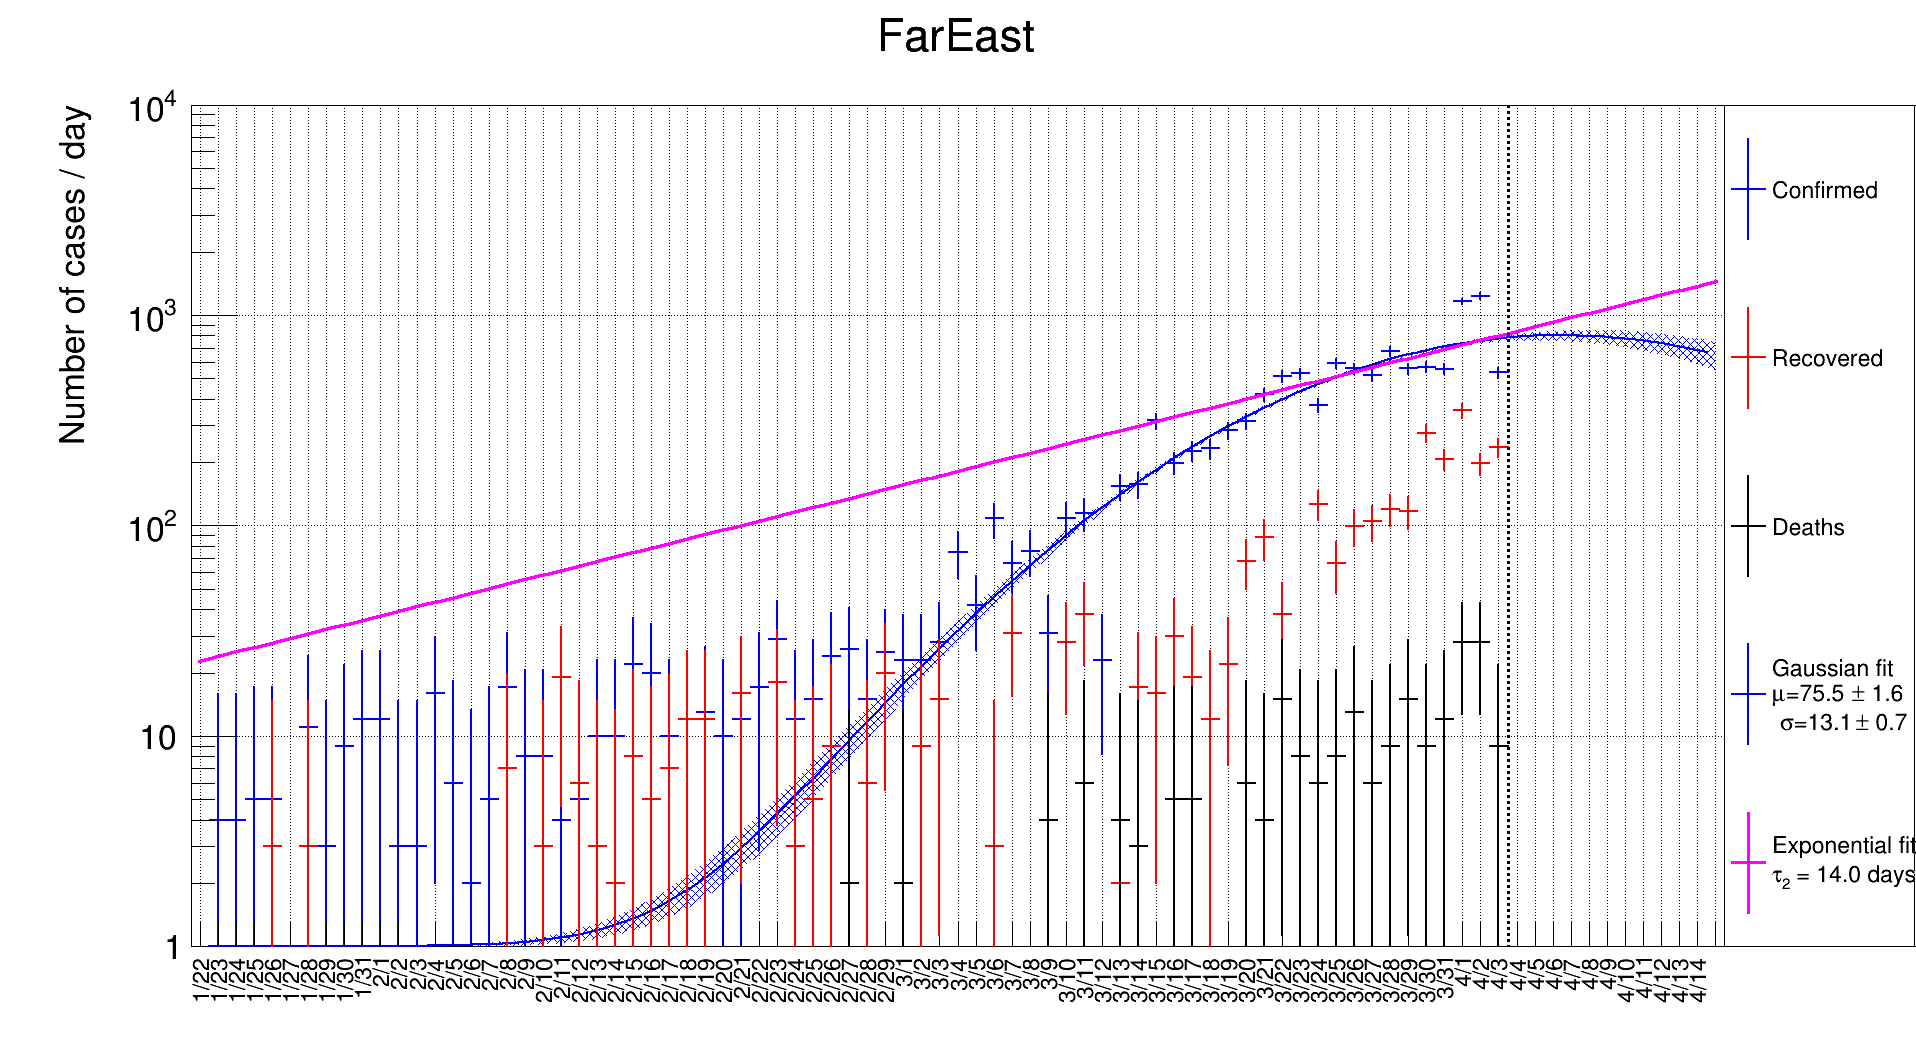 FarEast
Number of cases / day
10⁴
10³
10²
10
1
1/22 1/23 1/24 1/25 1/26 1/27 1/28 1/29 1/30 1/31 2/1 2/2 2/3 2/4 2/5 2/6 2/7 2/8 2/9 2/10 2/11 2/12 2/13 2/14 2/15 2/16 2/17 2/18 2/19 2/20 2/21 2/22 2/23 2/24 2/25 2/26 2/27 2/28 2/29 3/1 3/2 3/3 3/4 3/5 3/6 3/7 3/8 3/9 3/10 3/11 3/12 3/13 3/14 3/15 3/16 3/17 3/18 3/19 3/20 3/21 3/22 3/23 3/24 3/25 3/26 3/27 3/28 3/29 3/30 3/31 4/1 4/2 4/3 4/4 4/5 4/6 4/7 4/8 4/9 4/10 4/11 4/12 4/13 4/14
Confirmed
Recovered
Deaths
Gaussian fit
μ=75.5 ± 1.6
σ=13.1 ± 0.7
Exponential fit
τ₂ = 14.0 days